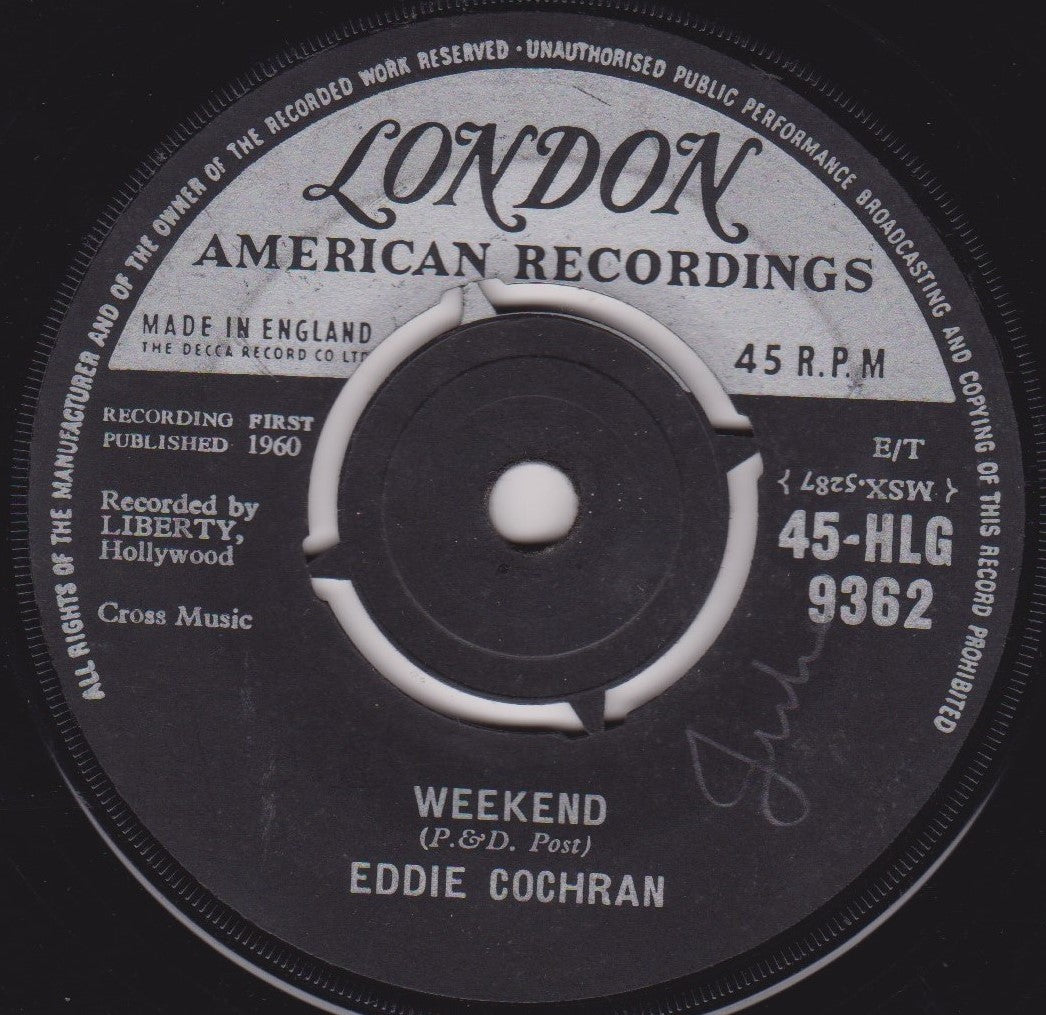 ALL RIGHTS OF THE MANUFACTURER AND OF THE OWNER OF THE RECORDED WORK RESERVED · UNAUTHORISED PUBLIC PERFORMANCE BROADCASTING AND COPYING OF THIS RECORD PROHIBITED
LONDON
AMERICAN RECORDINGS
MADE IN ENGLAND
THE DECCA RECORD CO LTD
45 R.P.M
RECORDING FIRST
PUBLISHED 1960
Recorded by
LIBERTY,
Hollywood
Cross Music
E/T
{ MSX·5287 }
45-HLG
9362
WEEKEND
(P.&D. Post)
EDDIE COCHRAN